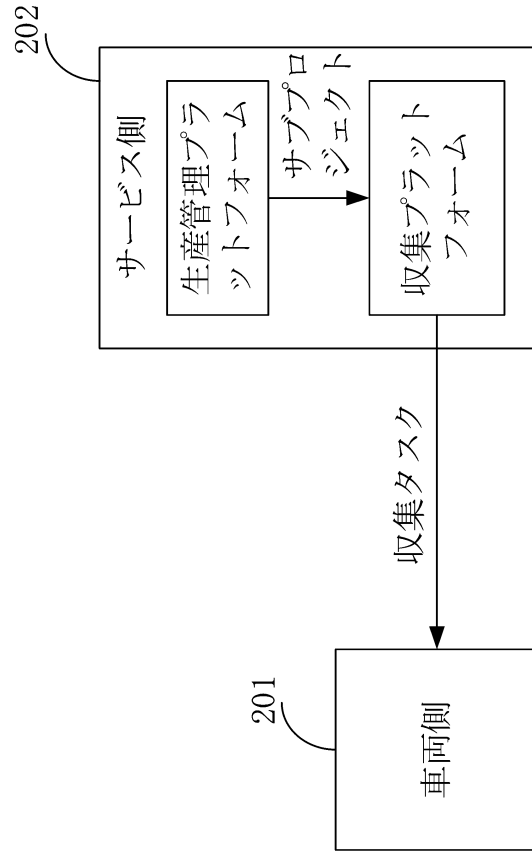 202
サービス側
生産管理プラ
ットフォーム
サブプロ
ジェクト
収集プラット
フォーム
収集タスク
201
車両側